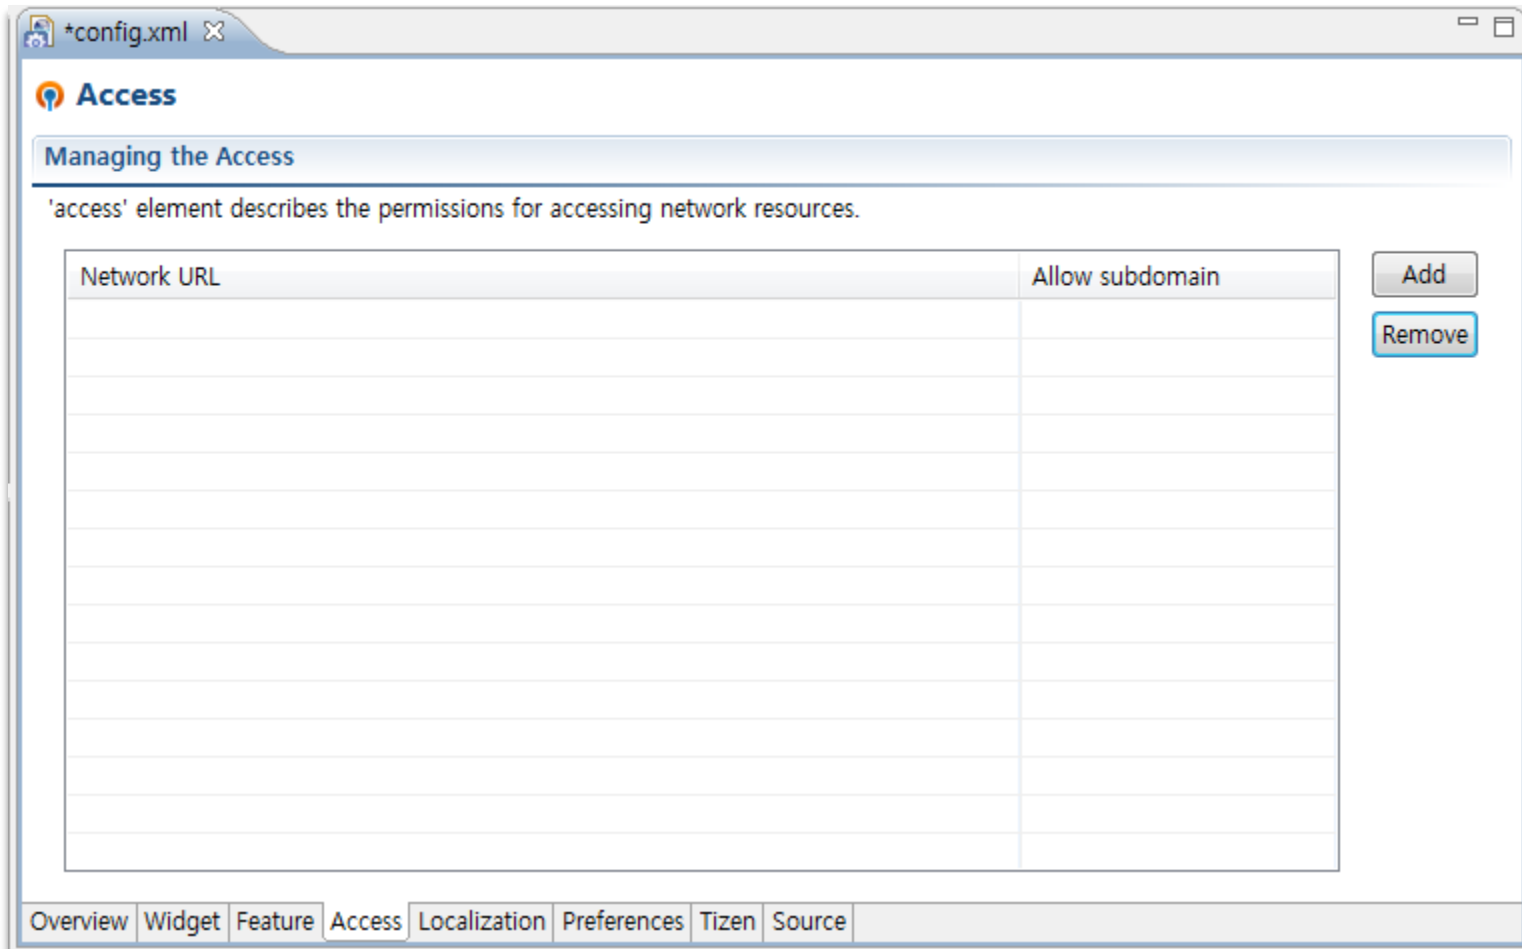 *config.xml
Access
Managing the Access
'access' element describes the permissions for accessing network resources.
Network URL Allow subdomain Add
Remove
Overview Widget Feature Access Localization Preferences Tizen Source